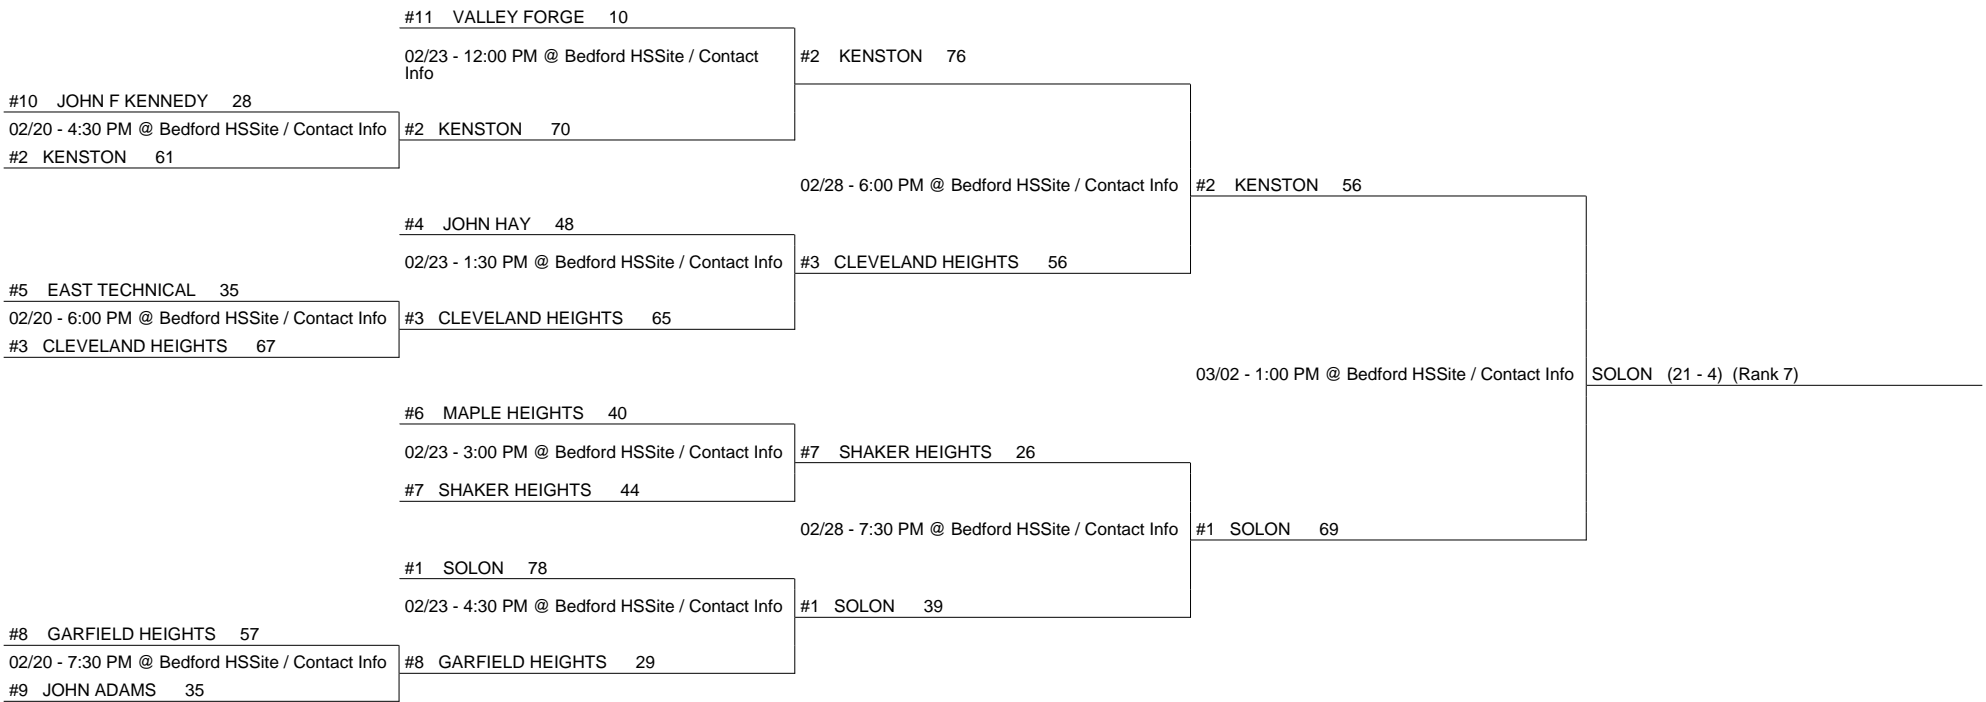 #11 VALLEY FORGE 10
02/23 - 12:00 PM @ Bedford HSSite / Contact
Info
#2 KENSTON 76
#10 JOHN F KENNEDY 28
02/20 - 4:30 PM @ Bedford HSSite / Contact Info
#2 KENSTON 70
#2 KENSTON 61
02/28 - 6:00 PM @ Bedford HSSite / Contact Info
#2 KENSTON 56
#4 JOHN HAY 48
02/23 - 1:30 PM @ Bedford HSSite / Contact Info
#3 CLEVELAND HEIGHTS 56
#5 EAST TECHNICAL 35
02/20 - 6:00 PM @ Bedford HSSite / Contact Info
#3 CLEVELAND HEIGHTS 65
#3 CLEVELAND HEIGHTS 67
03/02 - 1:00 PM @ Bedford HSSite / Contact Info
SOLON (21 - 4) (Rank 7)
#6 MAPLE HEIGHTS 40
02/23 - 3:00 PM @ Bedford HSSite / Contact Info
#7 SHAKER HEIGHTS 26
#7 SHAKER HEIGHTS 44
02/28 - 7:30 PM @ Bedford HSSite / Contact Info
#1 SOLON 69
#1 SOLON 78
02/23 - 4:30 PM @ Bedford HSSite / Contact Info
#1 SOLON 39
#8 GARFIELD HEIGHTS 57
02/20 - 7:30 PM @ Bedford HSSite / Contact Info
#8 GARFIELD HEIGHTS 29
#9 JOHN ADAMS 35